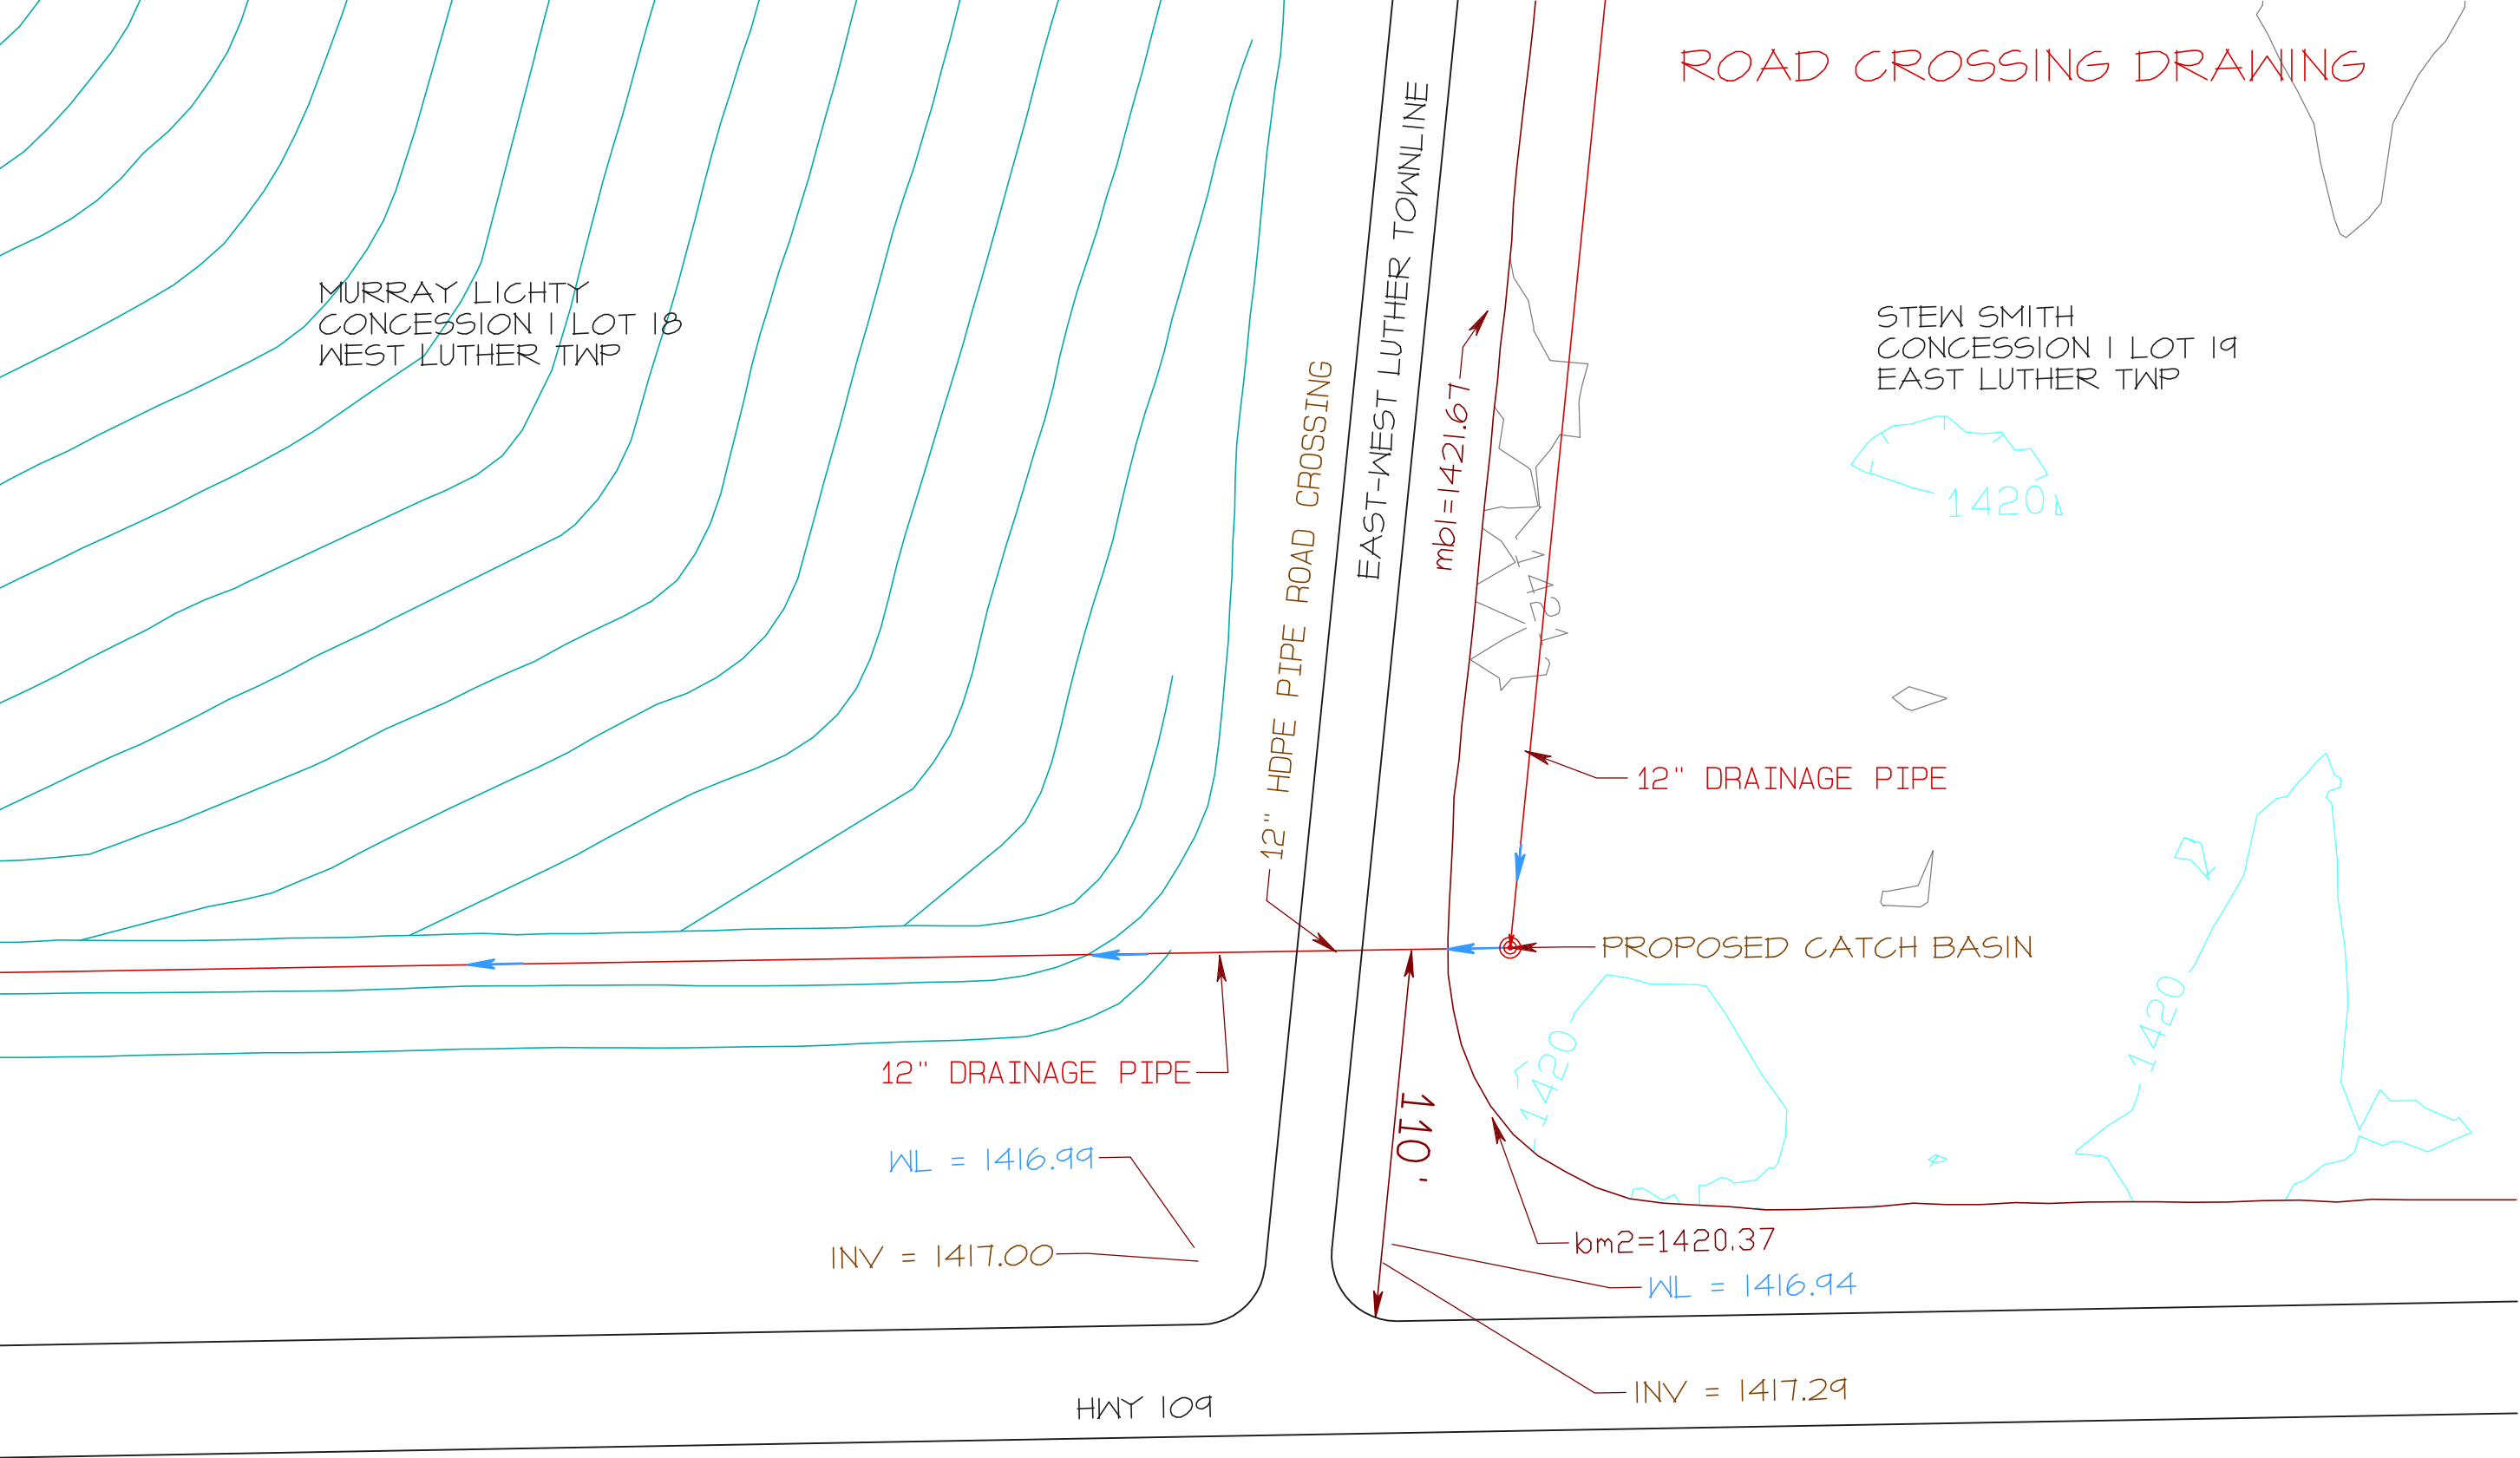 ROAD CROSSING DRAWING
MURRAY LICHTY
CONCESSION 1 LOT 18
WEST LUTHER TWP
STEW SMITH
CONCESSION 1 LOT 19
EAST LUTHER TWP
12" HDPE PIPE ROAD CROSSING
EAST-WEST LUTHER TOWNLINE
mb1=1421.67
1420
1421
12" DRAINAGE PIPE
PROPOSED CATCH BASIN
1420
1420
12" DRAINAGE PIPE
110'
WL = 1416.99
INV = 1417.00
bm2=1420.37
WL = 1416.94
INV = 1417.29
HWY 109